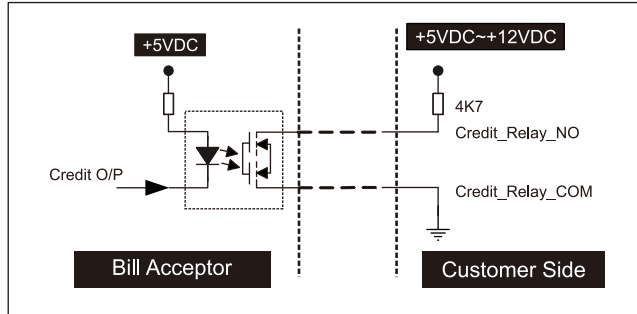 +5VDC
+5VDC~+12VDC
4K7
Credit_Relay_NO
Credit O/P
Credit_Relay_COM
Bill Acceptor
Customer Side